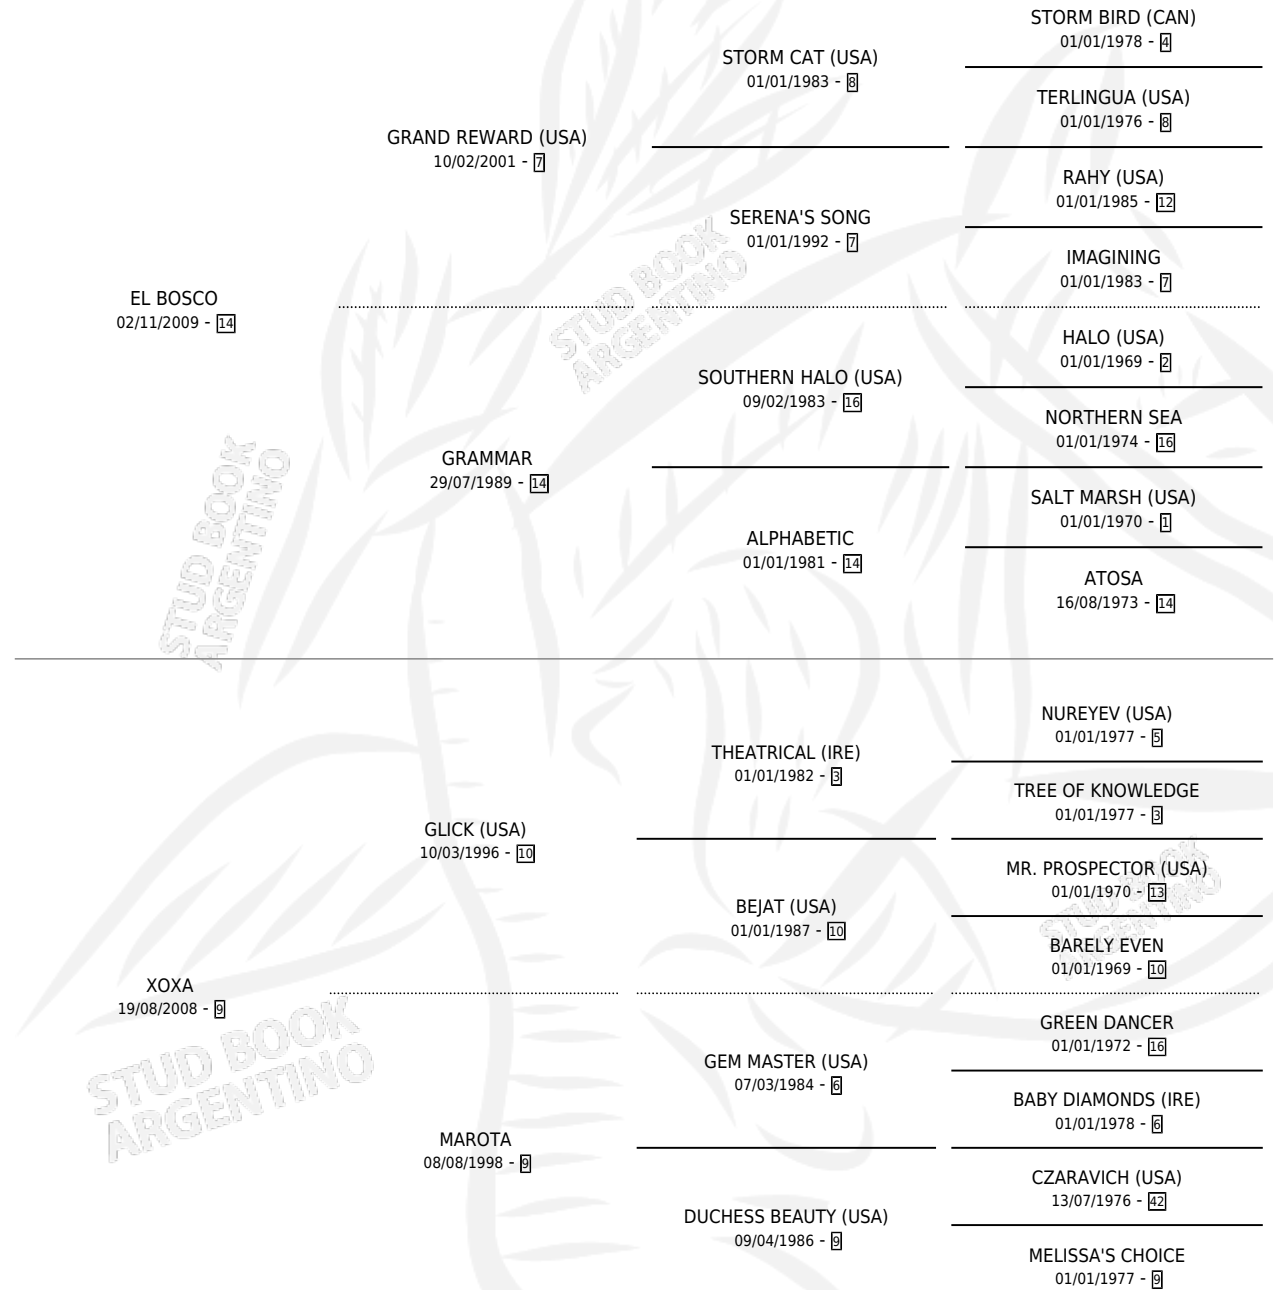 STORM BIRD (CAN)
01/01/1978 - 4
STORM CAT (USA)
01/01/1983 - 8
TERLINGUA (USA)
01/01/1976 - 8
GRAND REWARD (USA)
10/02/2001 - 7
RAHY (USA)
01/01/1985 - 12
SERENA'S SONG
01/01/1992 - 7
IMAGINING
01/01/1983 - 7
EL BOSCO
02/11/2009 - 14
HALO (USA)
01/01/1969 - 2
SOUTHERN HALO (USA)
09/02/1983 - 16
NORTHERN SEA
01/01/1974 - 16
GRAMMAR
29/07/1989 - 14
SALT MARSH (USA)
01/01/1970 - 1
ALPHABETIC
01/01/1981 - 14
ATOSA
16/08/1973 - 14
STUD BOOK
ARGENTINO
STUD BOOK
ARGENTINO
NUREYEV (USA)
01/01/1977 - 5
THEATRICAL (IRE)
01/01/1982 - 3
TREE OF KNOWLEDGE
01/01/1977 - 3
GLICK (USA)
10/03/1996 - 10
MR. PROSPECTOR (USA)
01/01/1970 - 13
BEJAT (USA)
01/01/1987 - 10
BARELY EVEN
01/01/1969 - 10
XOXA
19/08/2008 - 9
GREEN DANCER
01/01/1972 - 16
GEM MASTER (USA)
07/03/1984 - 6
BABY DIAMONDS (IRE)
01/01/1978 - 6
MAROTA
08/08/1998 - 9
CZARAVICH (USA)
13/07/1976 - 42
DUCHESS BEAUTY (USA)
09/04/1986 - 9
MELISSA'S CHOICE
01/01/1977 - 9
STUD BOOK
ARGENTINO
STUD BOOK
ARGENTINO